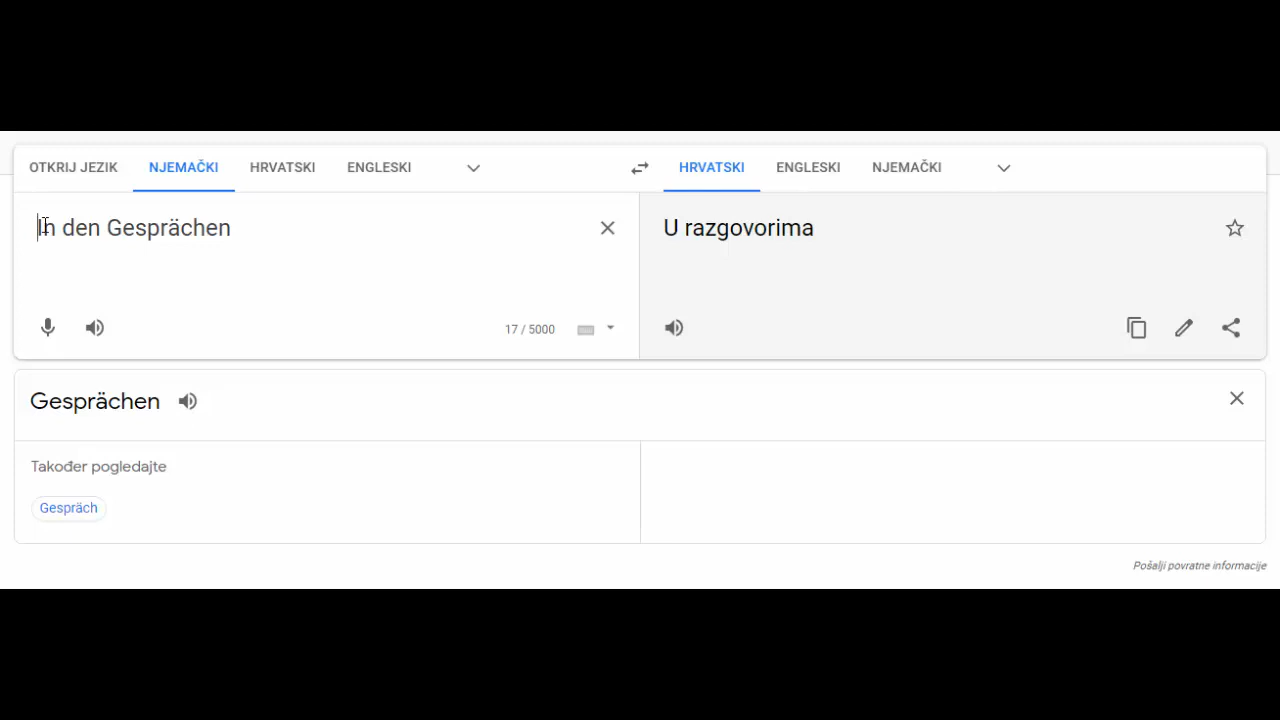 OTKRIJ JEZIK NJEMAČKI HRVATSKI ENGLESKI
HRVATSKI ENGLESKI NJEMAČKI
In den Gesprächen
U razgovorima
17 / 5000
Gesprächen
Također pogledajte
Gespräch
Pošalji povratne informacije